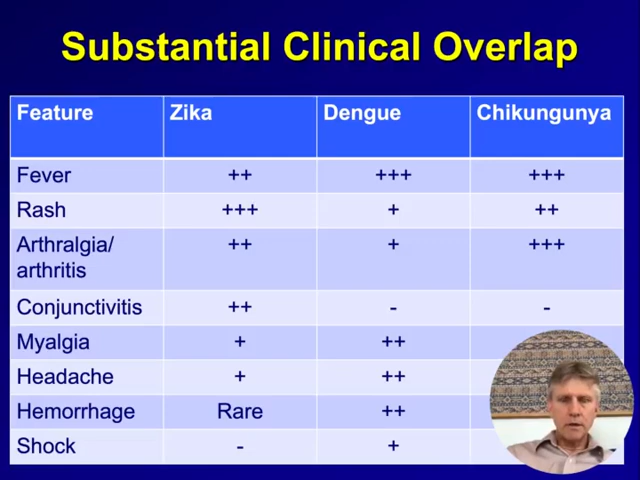 Substantial Clinical Overlap
Feature Zika Dengue Chikungunya
Fever ++ +++ +++
Rash +++ + ++
Arthralgia/ ++ + +++
arthritis
Conjunctivitis ++ - -
Myalgia + ++
Headache + ++
Hemorrhage Rare ++
Shock - +